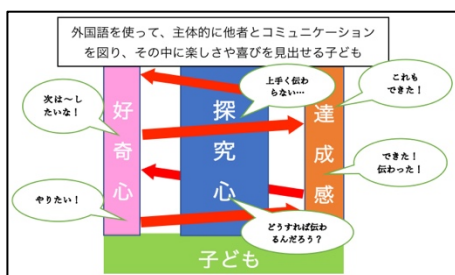 外国語を使って、主体的に他者とコミュニケーション
を図り、その中に楽しさや喜びを見出せる子ども
上手く伝わ
らない…
これも
できた！
次は～し
たいな！
好奇心
探究心
達成感
できた！
伝わった！
やりたい！
どうすれば伝わ
るんだろう？
子ども